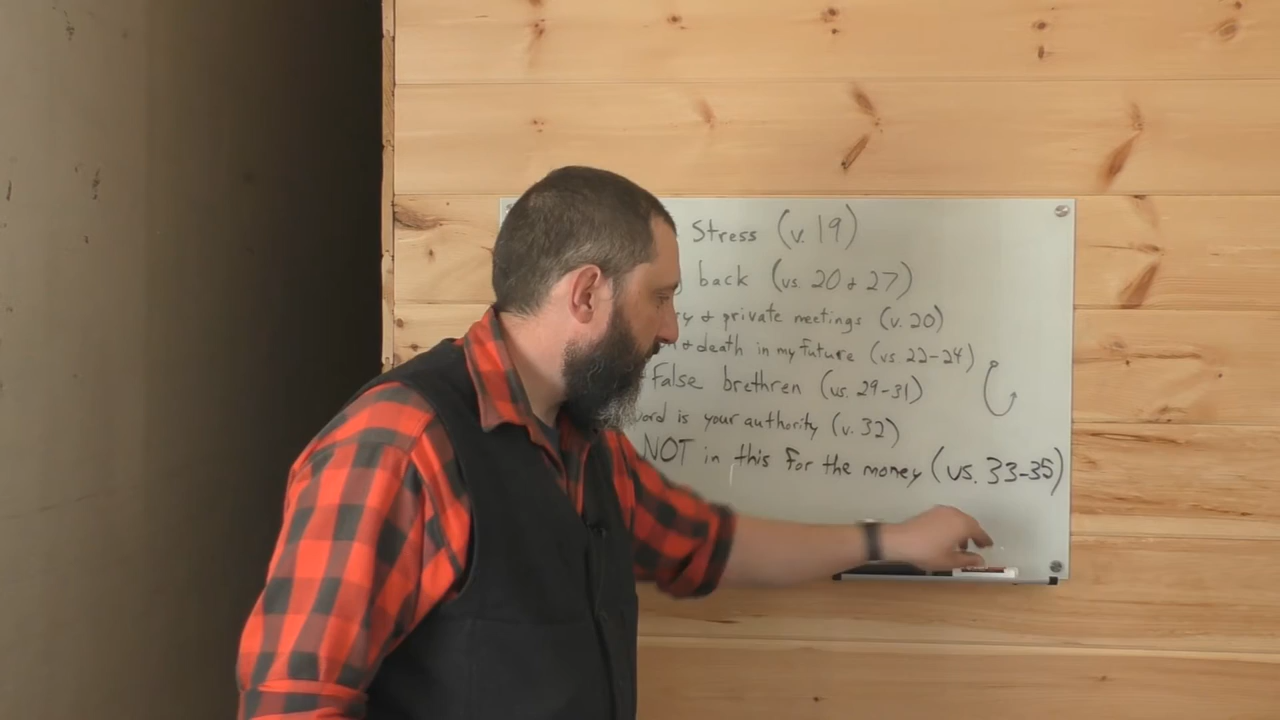 Stress (v. 19)
back (vs. 20 & 27)
& private meetings (v. 20)
& death in my future (vs 22-24)
False brethren (vs. 29-31)
word is your authority (v. 32)
NOT in this for the money (vs. 33-35)